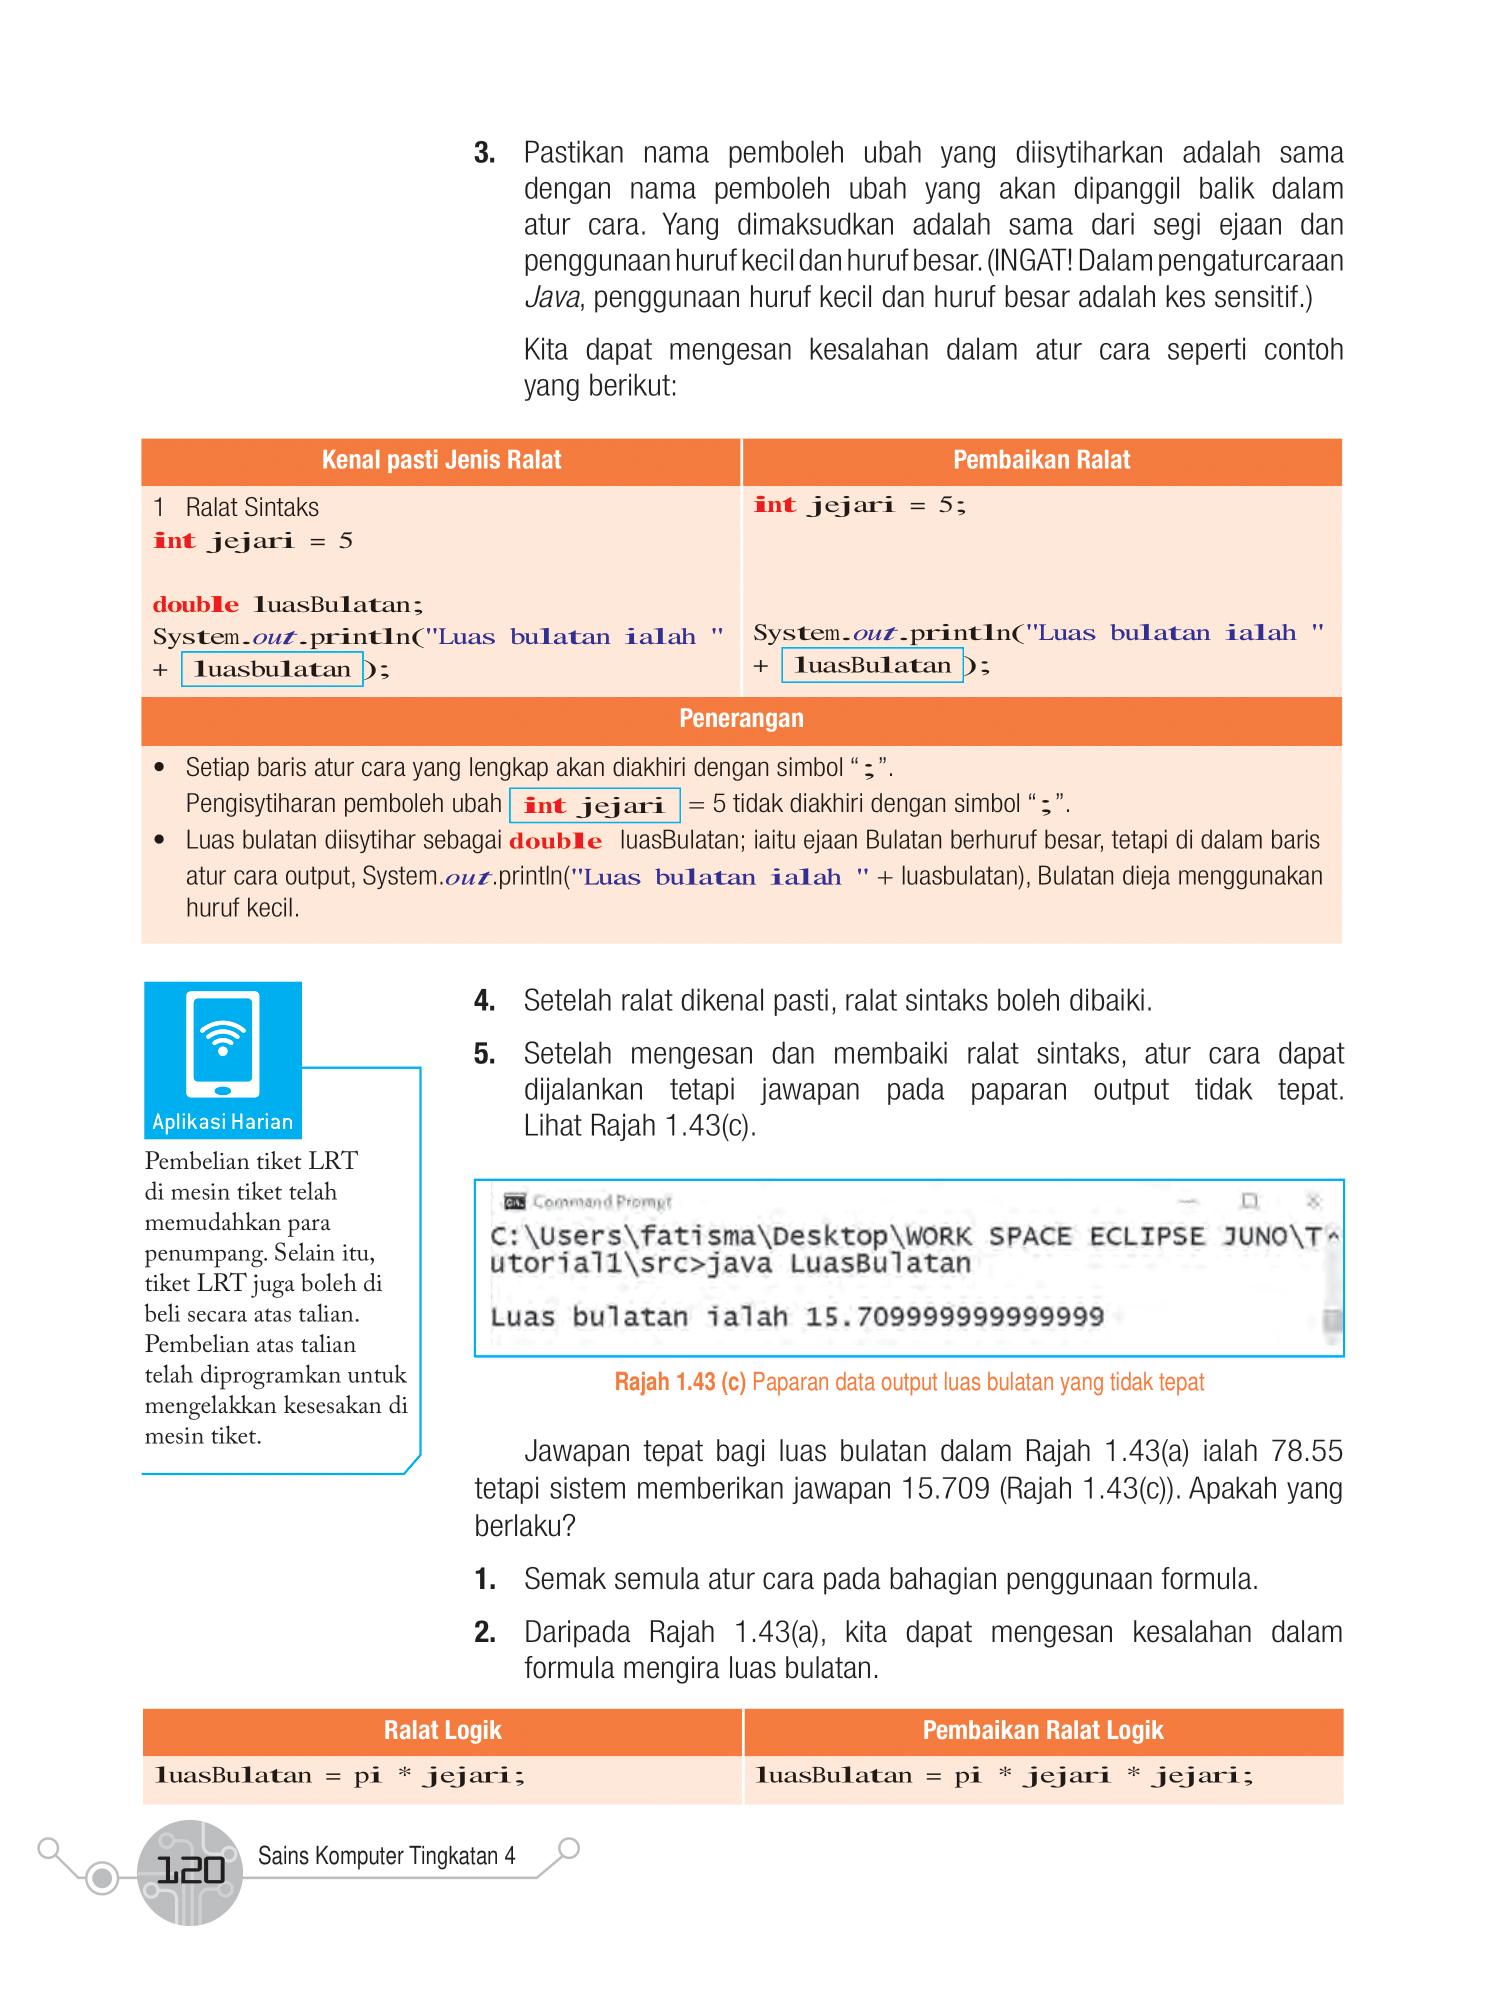 3. Pastikan nama pemboleh ubah yang diisytiharkan adalah sama
dengan nama pemboleh ubah yang akan dipanggil balik dalam
atur cara. Yang dimaksudkan adalah sama dari segi ejaan dan
penggunaan huruf kecil dan huruf besar. (INGAT! Dalam pengaturcaraan
Java, penggunaan huruf kecil dan huruf besar adalah kes sensitif.)
Kita dapat mengesan kesalahan dalam atur cara seperti contoh
yang berikut:
Kenal pasti Jenis Ralat
1 Ralat Sintaks
int jejari = 5
double luasBulatan;
System.out.println("Luas bulatan ialah "
+ luasbulatan );
Pembaikan Ralat
int jejari = 5;
System.out.println("Luas bulatan ialah "
+ luasBulatan );
Penerangan
• Setiap baris atur cara yang lengkap akan diakhiri dengan simbol “ ; ”.
Pengisytiharan pemboleh ubah int jejari = 5 tidak diakhiri dengan simbol “ ; ”.
• Luas bulatan diisytihar sebagai double luasBulatan; iaitu ejaan Bulatan berhuruf besar, tetapi di dalam baris
atur cara output, System.out.println("Luas bulatan ialah " + luasbulatan), Bulatan dieja menggunakan
huruf kecil.
Aplikasi Harian
Pembelian tiket LRT
di mesin tiket telah
memudahkan para
penumpang. Selain itu,
tiket LRT juga boleh di
beli secara atas talian.
Pembelian atas talian
telah diprogramkan untuk
mengelakkan kesesakan di
mesin tiket.
4. Setelah ralat dikenal pasti, ralat sintaks boleh dibaiki.
5. Setelah mengesan dan membaiki ralat sintaks, atur cara dapat
dijalankan tetapi jawapan pada paparan output tidak tepat.
Lihat Rajah 1.43(c).
Command Prompt
C:\Users\fatisma\Desktop\WORK SPACE ECLIPSE JUNO\T
utorial1\src>java LuasBulatan
Luas bulatan ialah 15.709999999999999
Rajah 1.43 (c) Paparan data output luas bulatan yang tidak tepat
Jawapan tepat bagi luas bulatan dalam Rajah 1.43(a) ialah 78.55
tetapi sistem memberikan jawapan 15.709 (Rajah 1.43(c)). Apakah yang
berlaku?
1. Semak semula atur cara pada bahagian penggunaan formula.
2. Daripada Rajah 1.43(a), kita dapat mengesan kesalahan dalam
formula mengira luas bulatan.
Ralat Logik
luasBulatan = pi * jejari;
Pembaikan Ralat Logik
luasBulatan = pi * jejari * jejari;
120
Sains Komputer Tingkatan 4